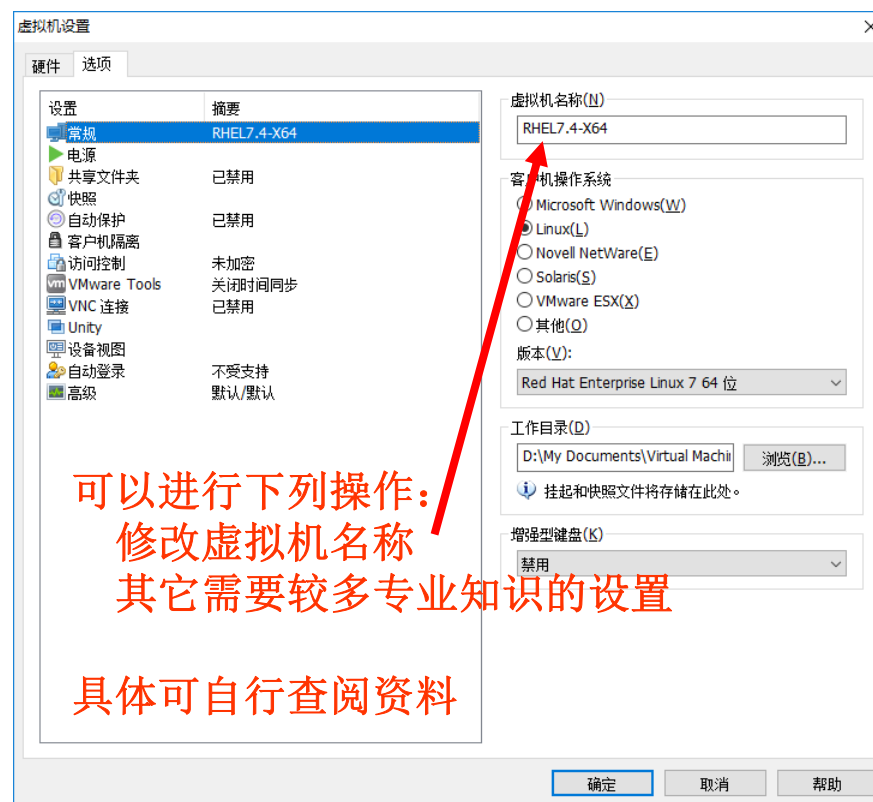 虚拟机设置
硬件 选项
设置 摘要
常规 RHEL7.4-X64
电源
共享文件夹 已禁用
快照
自动保护 已禁用
客户机隔离
访问控制 未加密
VMware Tools 关闭时间同步
VNC 连接 已禁用
Unity
设备视图
自动登录 不受支持
高级 默认/默认
虚拟机名称(N)
RHEL7.4-X64
客户机操作系统
Microsoft Windows(W)
Linux(L)
Novell NetWare(E)
Solaris(S)
VMware ESX(X)
其他(O)
版本(V):
Red Hat Enterprise Linux 7 64 位
工作目录(D)
D:\My Documents\Virtual Machin
浏览(B)...
挂起和快照文件将存储在此处。
增强型键盘(K)
禁用
可以进行下列操作：
修改虚拟机名称
其它需要较多专业知识的设置
具体可自行查阅资料
确定 取消 帮助